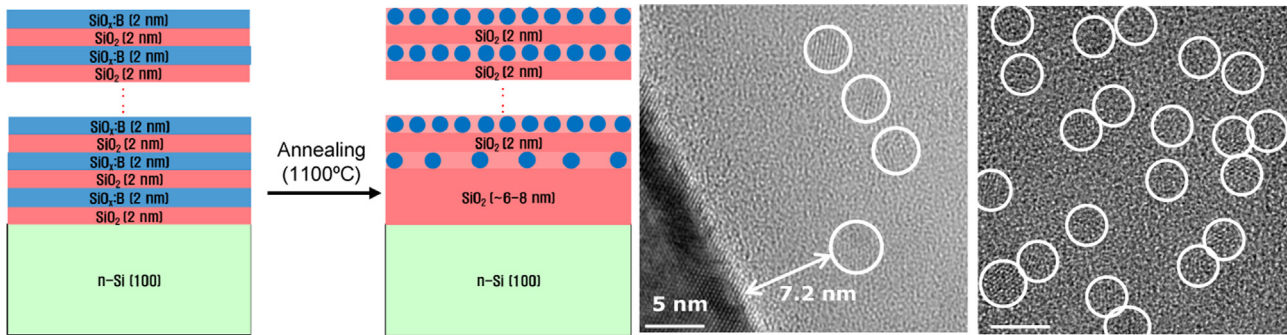 SiOₓ:B (2 nm)
SiO₂ (2 nm)
SiOₓ:B (2 nm)
SiO₂ (2 nm)
SiOₓ:B (2 nm)
SiO₂ (2 nm)
SiOₓ:B (2 nm)
SiO₂ (2 nm)
SiOₓ:B (2 nm)
SiO₂ (2 nm)
n-Si (100)
Annealing
(1100ºC)
SiO₂ (2 nm)
SiO₂ (2 nm)
SiO₂ (2 nm)
SiO₂ (~6-8 nm)
n-Si (100)
7.2 nm
5 nm